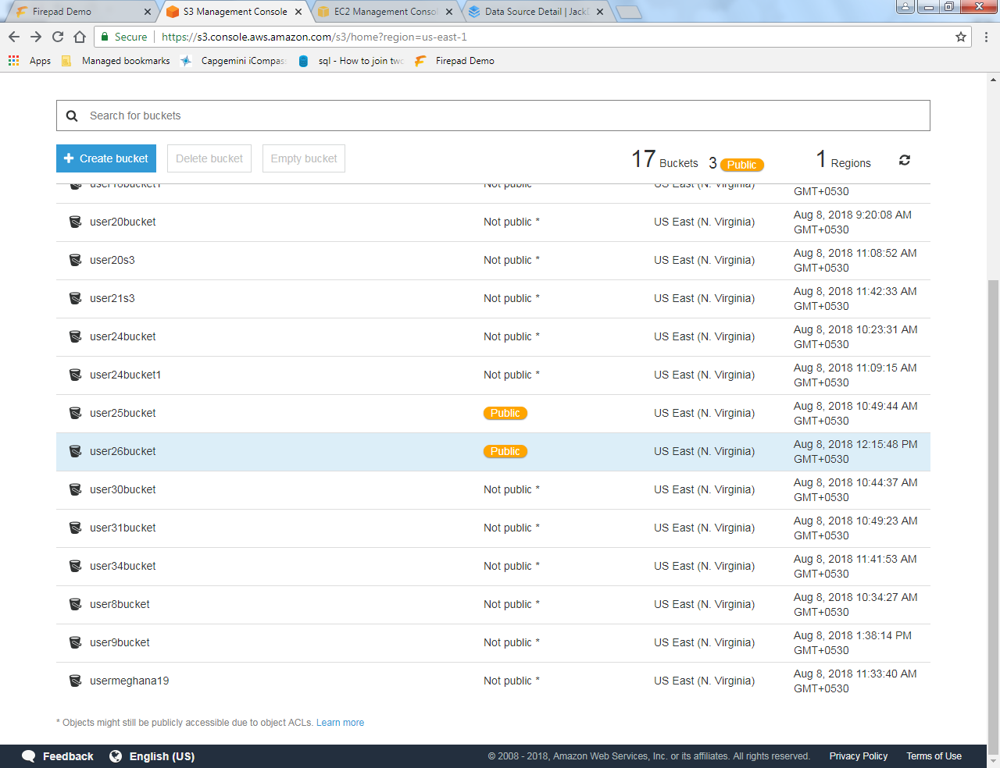 Firepad Demo
S3 Management Console
EC2 Management Conso
Data Source Detail | Jack
Secure
https://s3.console.aws.amazon.com/s3/home?region=us-east-1
Apps
Managed bookmarks
Capgemini iCompas
sql - How to join two
Firepad Demo
Search for buckets
Create bucket
Delete bucket
Empty bucket
17 Buckets
3 Public
1 Regions
Not public US East (N. Virginia)
GMT+0530
user20bucket Not public * US East (N. Virginia) Aug 8, 2018 9:20:08 AM
GMT+0530
user20s3 Not public * US East (N. Virginia) Aug 8, 2018 11:08:52 AM
GMT+0530
user21s3 Not public * US East (N. Virginia) Aug 8, 2018 11:42:33 AM
GMT+0530
user24bucket Not public * US East (N. Virginia) Aug 8, 2018 10:23:31 AM
GMT+0530
user24bucket1 Not public * US East (N. Virginia) Aug 8, 2018 11:09:15 AM
GMT+0530
user25bucket Public US East (N. Virginia) Aug 8, 2018 10:49:44 AM
GMT+0530
user26bucket Public US East (N. Virginia) Aug 8, 2018 12:15:48 PM
GMT+0530
user30bucket Not public * US East (N. Virginia) Aug 8, 2018 10:44:37 AM
GMT+0530
user31bucket Not public * US East (N. Virginia) Aug 8, 2018 10:49:23 AM
GMT+0530
user34bucket Not public * US East (N. Virginia) Aug 8, 2018 11:41:53 AM
GMT+0530
user8bucket Not public * US East (N. Virginia) Aug 8, 2018 10:34:27 AM
GMT+0530
user9bucket Not public * US East (N. Virginia) Aug 8, 2018 1:38:14 PM
GMT+0530
usermeghana19 Not public * US East (N. Virginia) Aug 8, 2018 11:33:40 AM
GMT+0530
* Objects might still be publicly accessible due to object ACLs. Learn more
Feedback
English (US)
© 2008 - 2018, Amazon Web Services, Inc. or its affiliates. All rights reserved.
Privacy Policy
Terms of Use